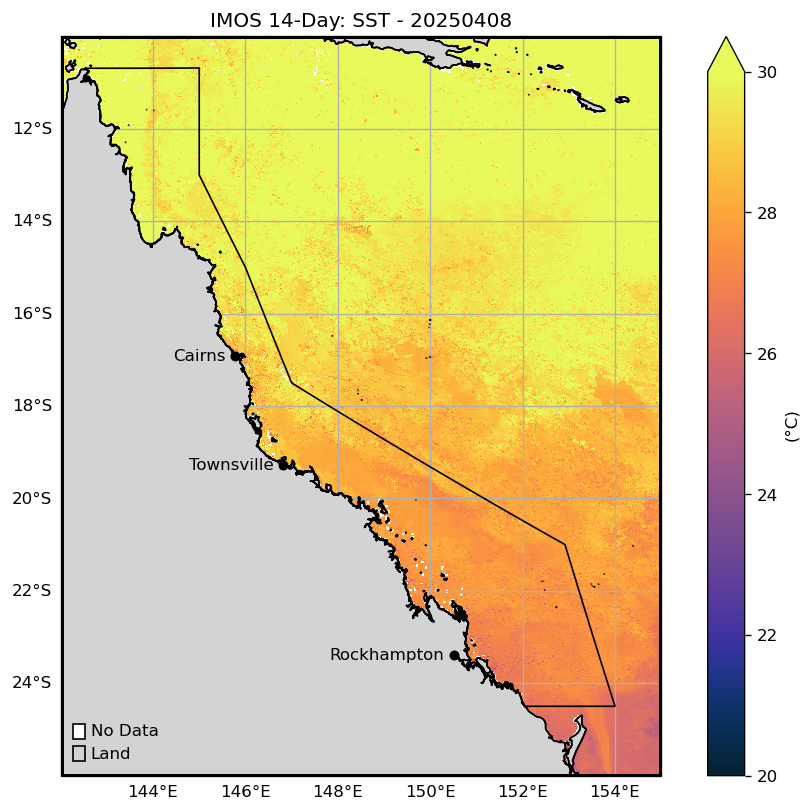 IMOS 14-Day: SST - 20250408
30
12°S
28
14°S
16°S
26
Cairns
18°S
(°C)
Townsville
24
20°S
22°S
22
Rockhampton
24°S
No Data
Land
20
144°E 146°E 148°E 150°E 152°E 154°E